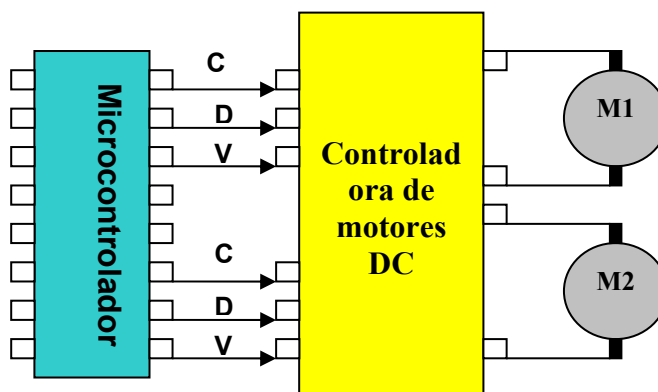 Microcontrolador
C
D
V
C
D
V
Controlad
ora de
motores
DC
M1
M2